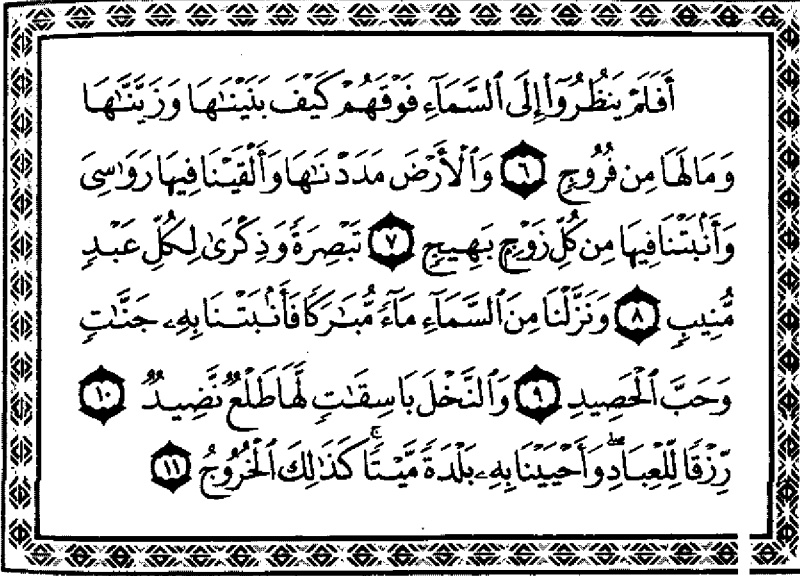 أَفَلَمْ يَنظُرُوٓا۟ إِلَى ٱلسَّمَآءِ فَوْقَهُمْ كَيْفَ بَنَيْنَـٰهَا وَزَيَّنَّـٰهَا
وَمَا لَهَا مِن فُرُوجٍ ٦ وَٱلْأَرْضَ مَدَدْنَـٰهَا وَأَلْقَيْنَا فِيهَا رَوَٰسِىَ
وَأَنۢبَتْنَا فِيهَا مِن كُلِّ زَوْجٍۭ بَهِيجٍ ٧ تَبْصِرَةً وَذِكْرَىٰ لِكُلِّ عَبْدٍ
مُّنِيبٍ ٨ وَنَزَّلْنَا مِنَ ٱلسَّمَآءِ مَآءً مُّبَـٰرَكًا فَأَنۢبَتْنَا بِهِۦ جَنَّـٰتٍ
وَحَبَّ ٱلْحَصِيدِ ٩ وَٱلنَّخْلَ بَاسِقَـٰتٍ لَّهَا طَلْعٌ نَّضِيدٌ ١٠
رِّزْقًا لِّلْعِبَادِ ۖ وَأَحْيَيْنَا بِهِۦ بَلْدَةً مَّيْتًا ۚ كَذَٰلِكَ ٱلْخُرُوجُ ١١